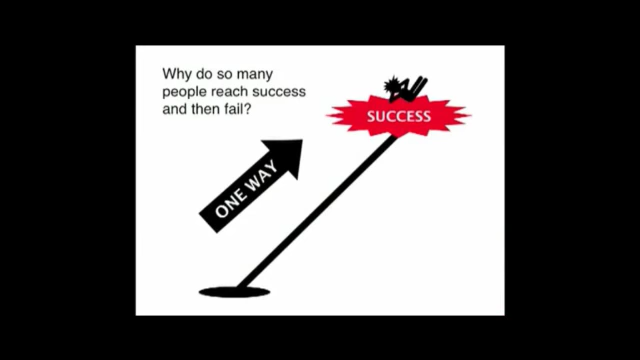 Why do so many
people reach success
and then fail?
SUCCESS
ONE WAY